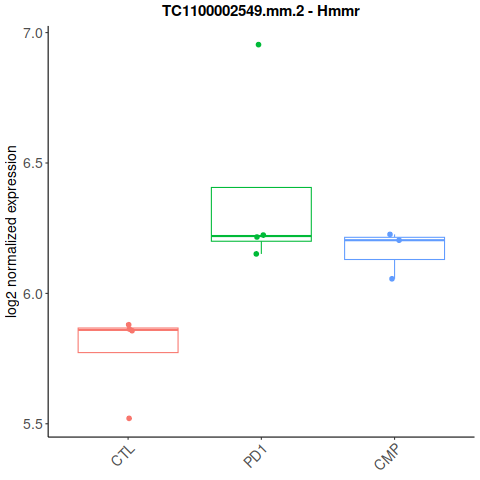 TC1100002549.mm.2 - Hmmr
log2 normalized expression
7.0
6.5
6.0
5.5
CTL
PD1
CMP